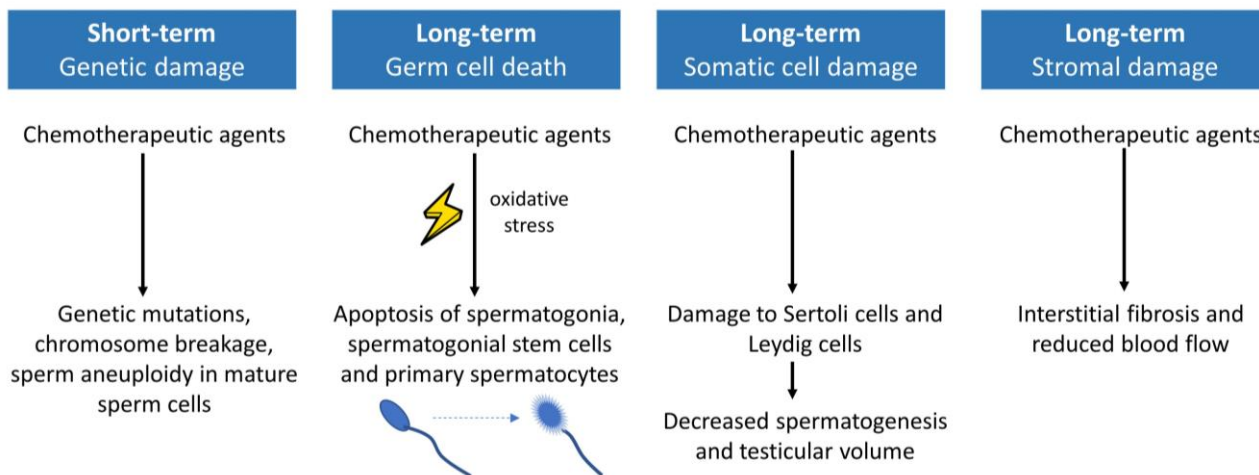 Short-term
Genetic damage
Chemotherapeutic agents
Genetic mutations,
chromosome breakage,
sperm aneuploidy in mature
sperm cells
Long-term
Germ cell death
Chemotherapeutic agents
oxidative
stress
Apoptosis of spermatogonia,
spermatogonial stem cells
and primary spermatocytes
Long-term
Somatic cell damage
Chemotherapeutic agents
Damage to Sertoli cells and
Leydig cells
Decreased spermatogenesis
and testicular volume
Long-term
Stromal damage
Chemotherapeutic agents
Interstitial fibrosis and
reduced blood flow